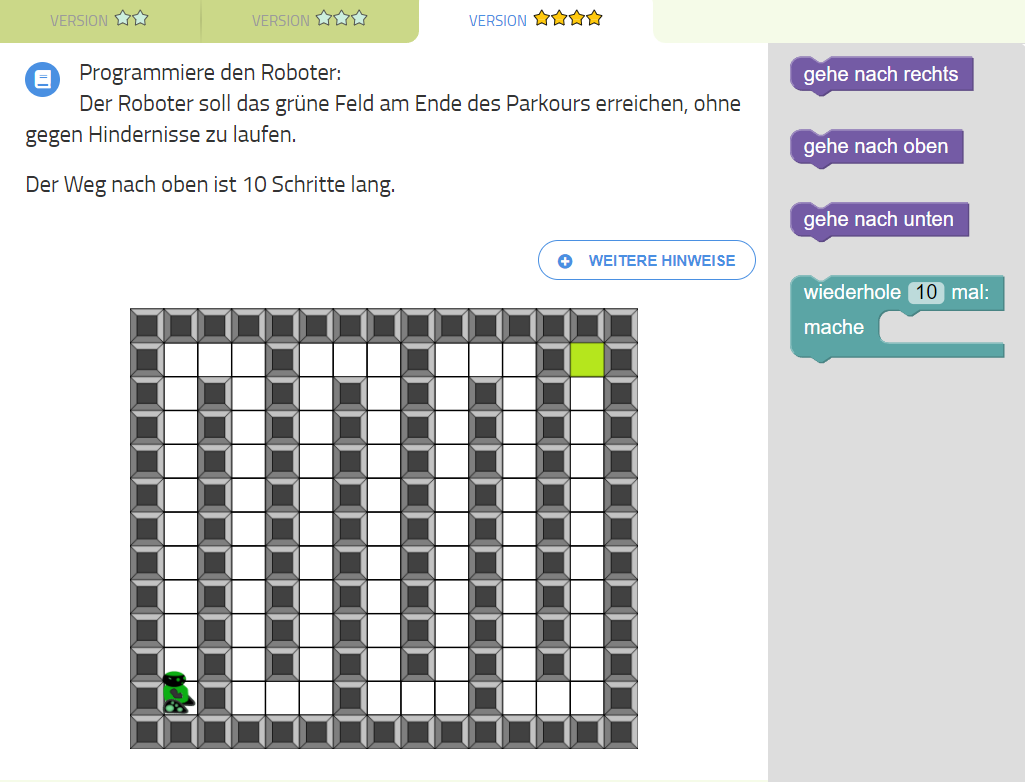 VERSION
VERSION
VERSION
Programmiere den Roboter:
Der Roboter soll das grüne Feld am Ende des Parkours erreichen, ohne
gegen Hindernisse zu laufen.
Der Weg nach oben ist 10 Schritte lang.
WEITERE HINWEISE
gehe nach rechts
gehe nach oben
gehe nach unten
wiederhole 10 mal:
mache